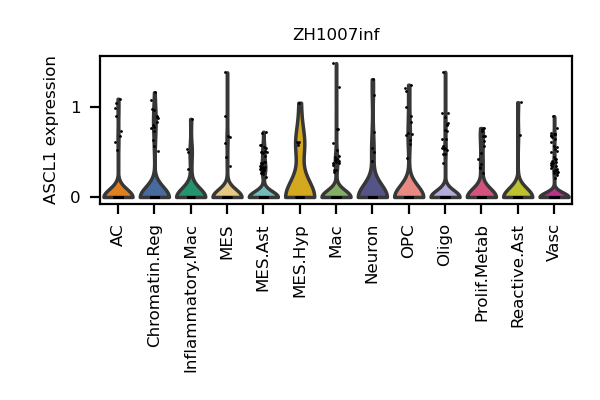 ZH1007inf
ASCL1 expression
1
0
AC
Chromatin.Reg
Inflammatory.Mac
MES
MES.Ast
MES.Hyp
Mac
Neuron
OPC
Oligo
Prolif.Metab
Reactive.Ast
Vasc